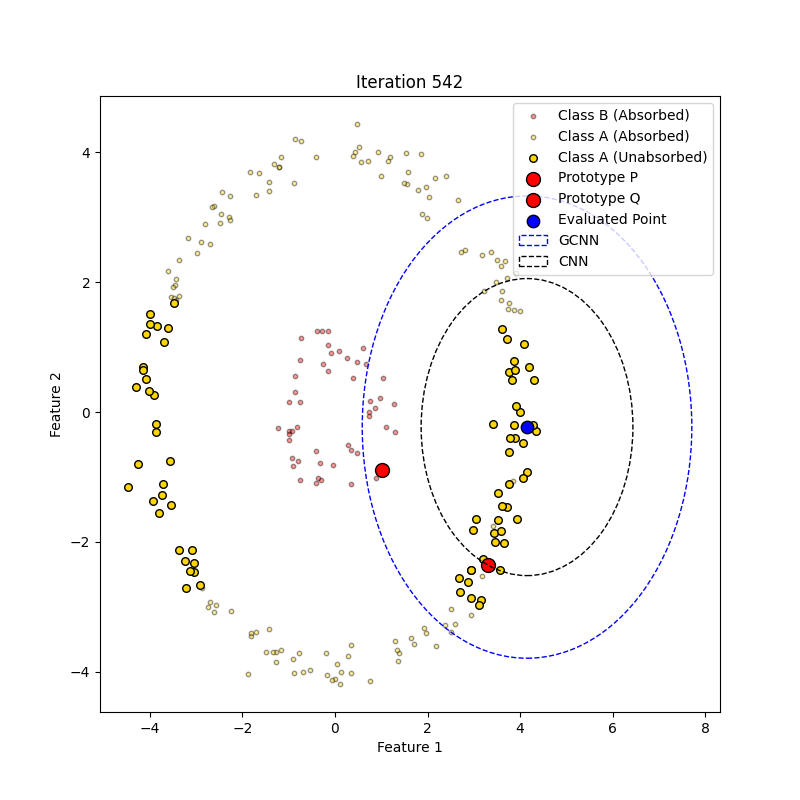 Iteration 542
Class B (Absorbed)
Class A (Absorbed)
Class A (Unabsorbed)
Prototype P
Prototype Q
Evaluated Point
GCNN
CNN
Feature 2
4
2
0
−2
−4
−4
−2
0
2
4
6
8
Feature 1